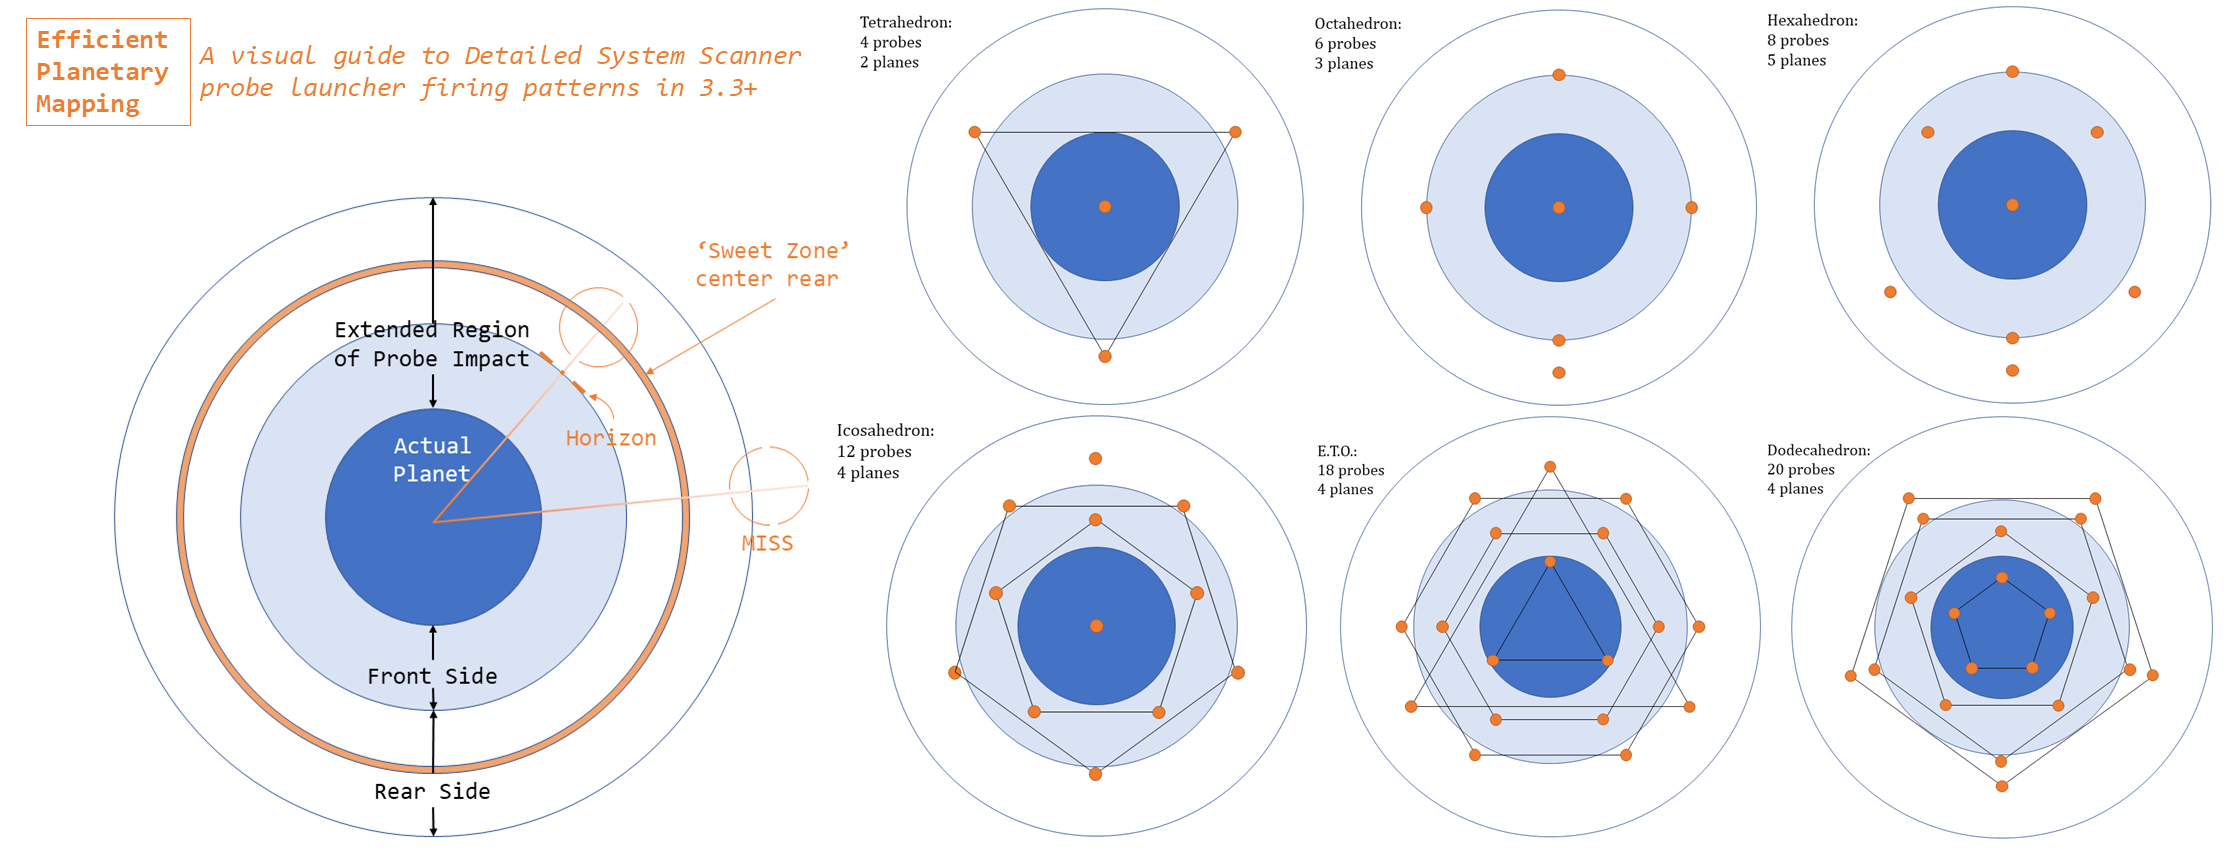 Efficient
Planetary
Mapping
A visual guide to Detailed System Scanner
probe launcher firing patterns in 3.3+
‘Sweet Zone’
center rear
Extended Region
of Probe Impact
Horizon
Actual
Planet
MISS
Front Side
Rear Side
Tetrahedron:
4 probes
2 planes
Octahedron:
6 probes
3 planes
Hexahedron:
8 probes
5 planes
Icosahedron:
12 probes
4 planes
E.T.O.:
18 probes
4 planes
Dodecahedron:
20 probes
4 planes